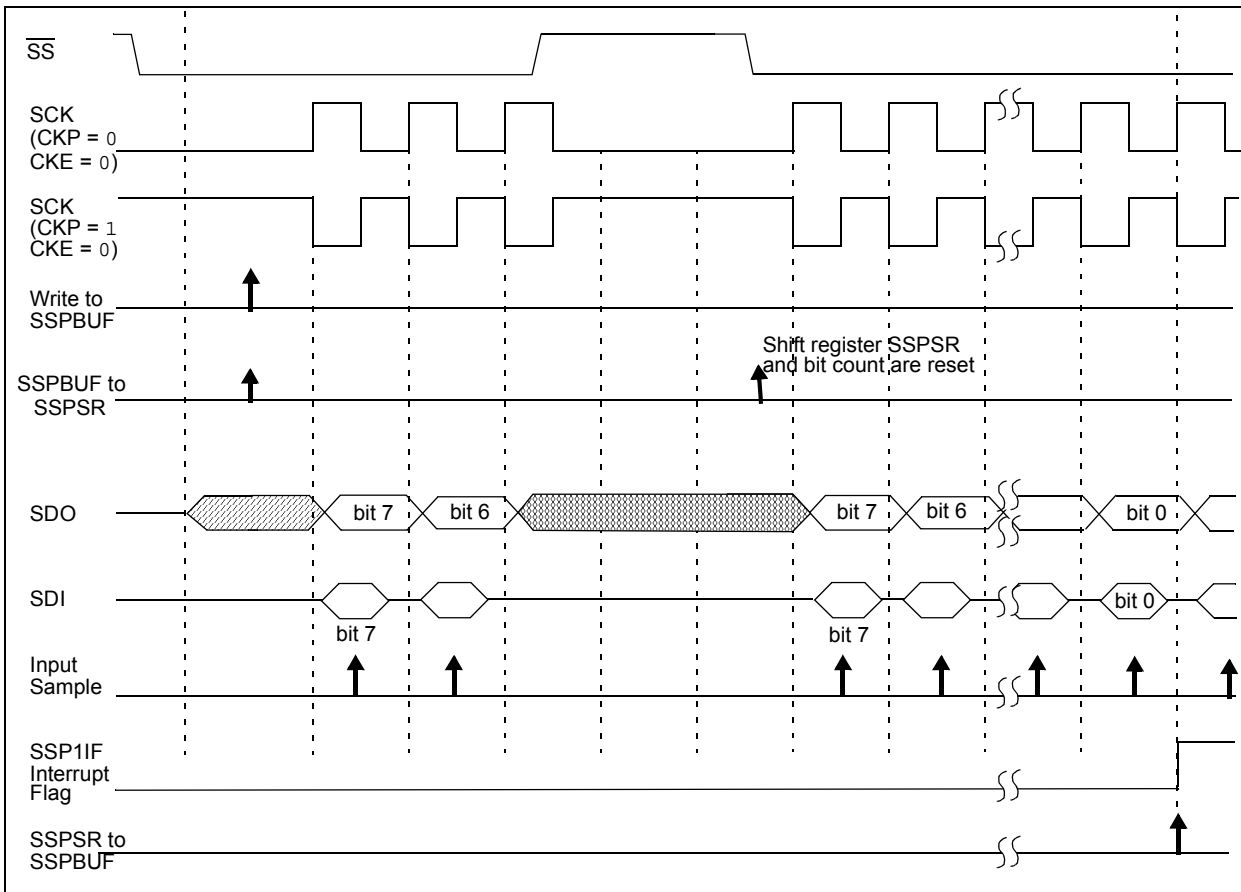 SS
SCK
(CKP = 0
CKE = 0)
SCK
(CKP = 1
CKE = 0)
Write to
SSPBUF
Shift register SSPSR
and bit count are reset
SSPBUF to
SSPSR
SDO
bit 7
bit 6
bit 7
bit 6
bit 0
SDI
bit 0
bit 7
bit 7
Input
Sample
SSP1IF
Interrupt
Flag
SSPSR to
SSPBUF